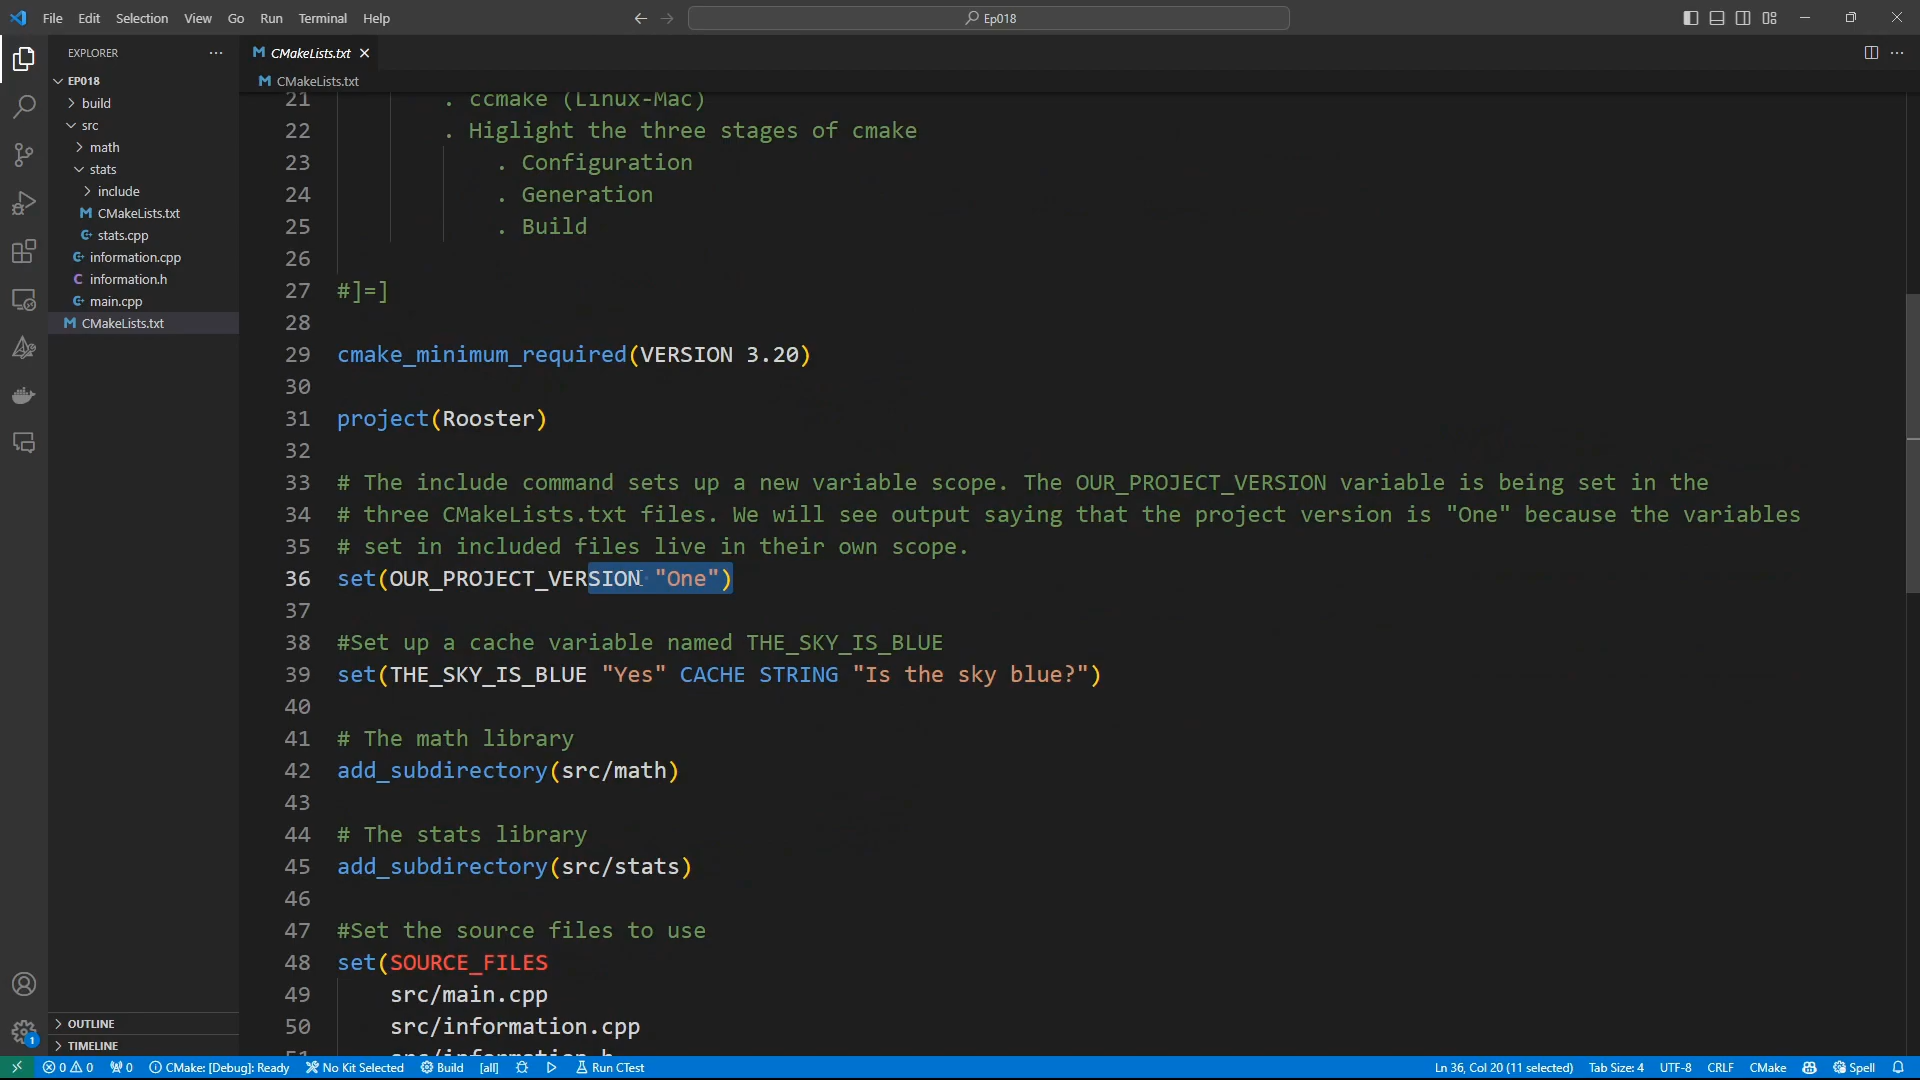 File Edit Selection View Go Run Terminal Help
Ep018
EXPLORER
EP018
build
src
math
stats
include
CMakeLists.txt
stats.cpp
information.cpp
information.h
main.cpp
CMakeLists.txt
OUTLINE
TIMELINE
CMakeLists.txt
CMakeLists.txt
21 . ccmake (Linux-Mac)
22 . Higlight the three stages of cmake
23 . Configuration
24 . Generation
25 . Build
26
27 #]=]
28
29 cmake_minimum_required(VERSION 3.20)
30
31 project(Rooster)
32
33 # The include command sets up a new variable scope. The OUR_PROJECT_VERSION variable is being set in the
34 # three CMakeLists.txt files. We will see output saying that the project version is "One" because the variables
35 # set in included files live in their own scope.
36 set(OUR_PROJECT_VERSION "One")
37
38 #Set up a cache variable named THE_SKY_IS_BLUE
39 set(THE_SKY_IS_BLUE "Yes" CACHE STRING "Is the sky blue?")
40
41 # The math library
42 add_subdirectory(src/math)
43
44 # The stats library
45 add_subdirectory(src/stats)
46
47 #Set the source files to use
48 set(SOURCE_FILES
49 src/main.cpp
50 src/information.cpp
51 src/information.h
1
0 0 0 CMake: [Debug]: Ready No Kit Selected Build [all] Run CTest Ln 36, Col 20 (11 selected) Tab Size: 4 UTF-8 CRLF CMake Spell